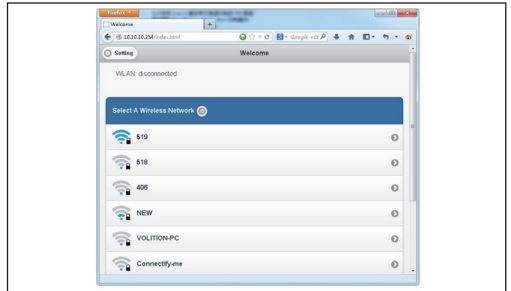 Firefox
Welcome
10.10.10.254/index.html
Google
Setting
Welcome
WLAN: disconnected
Select A Wireless Network
519
518
406
NEW
VOLITION-PC
Connectify-me